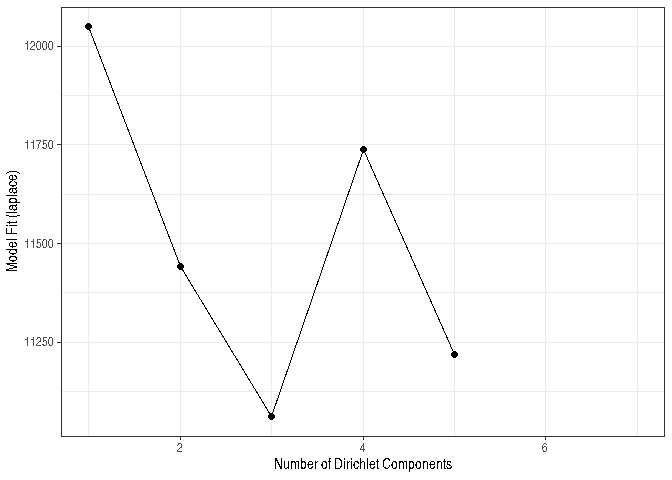 12000
11750
11500
11250
Model Fit (laplace)
2 4 6
Number of Dirichlet Components